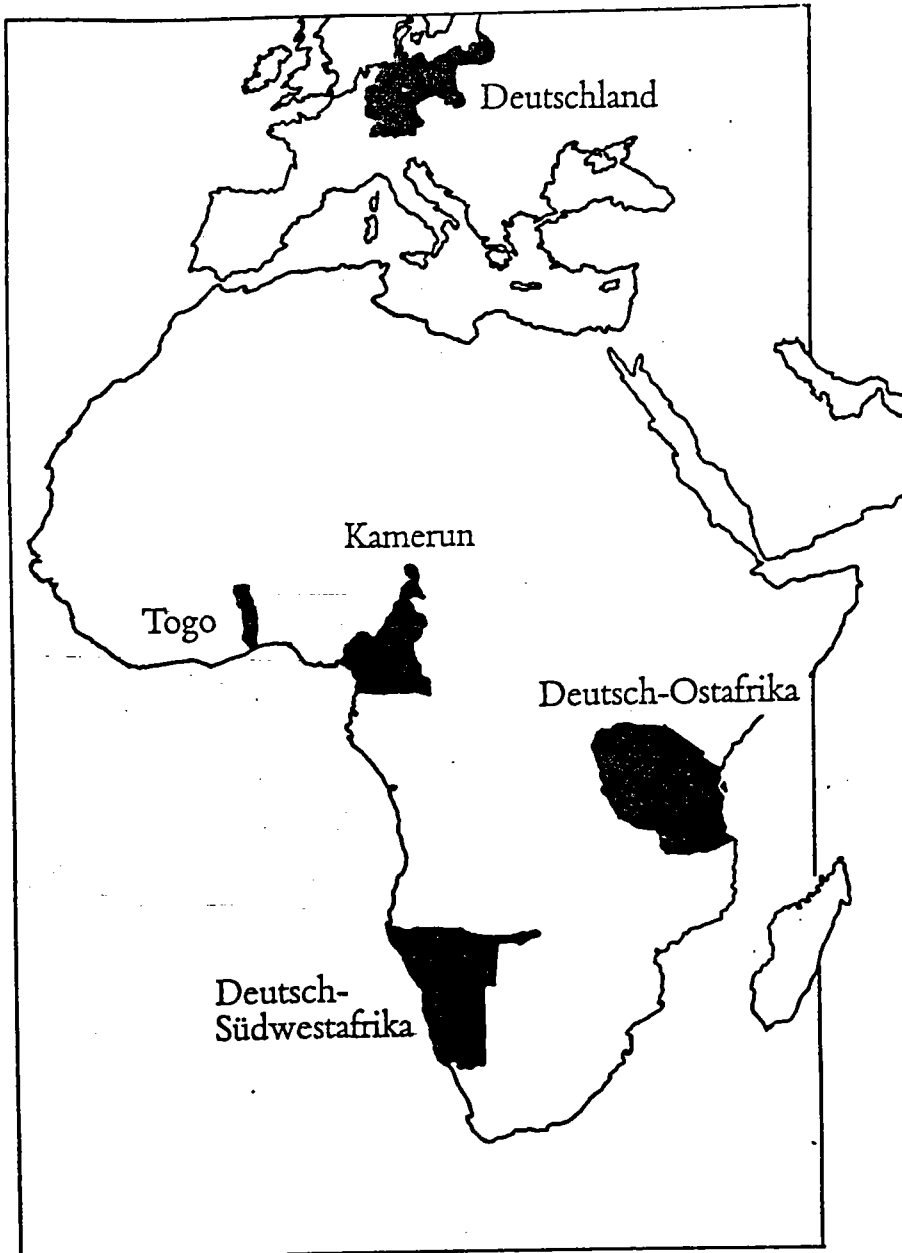 Deutschland
Kamerun
Togo
Deutsch-Ostafrika
Deutsch-
Südwestafrika